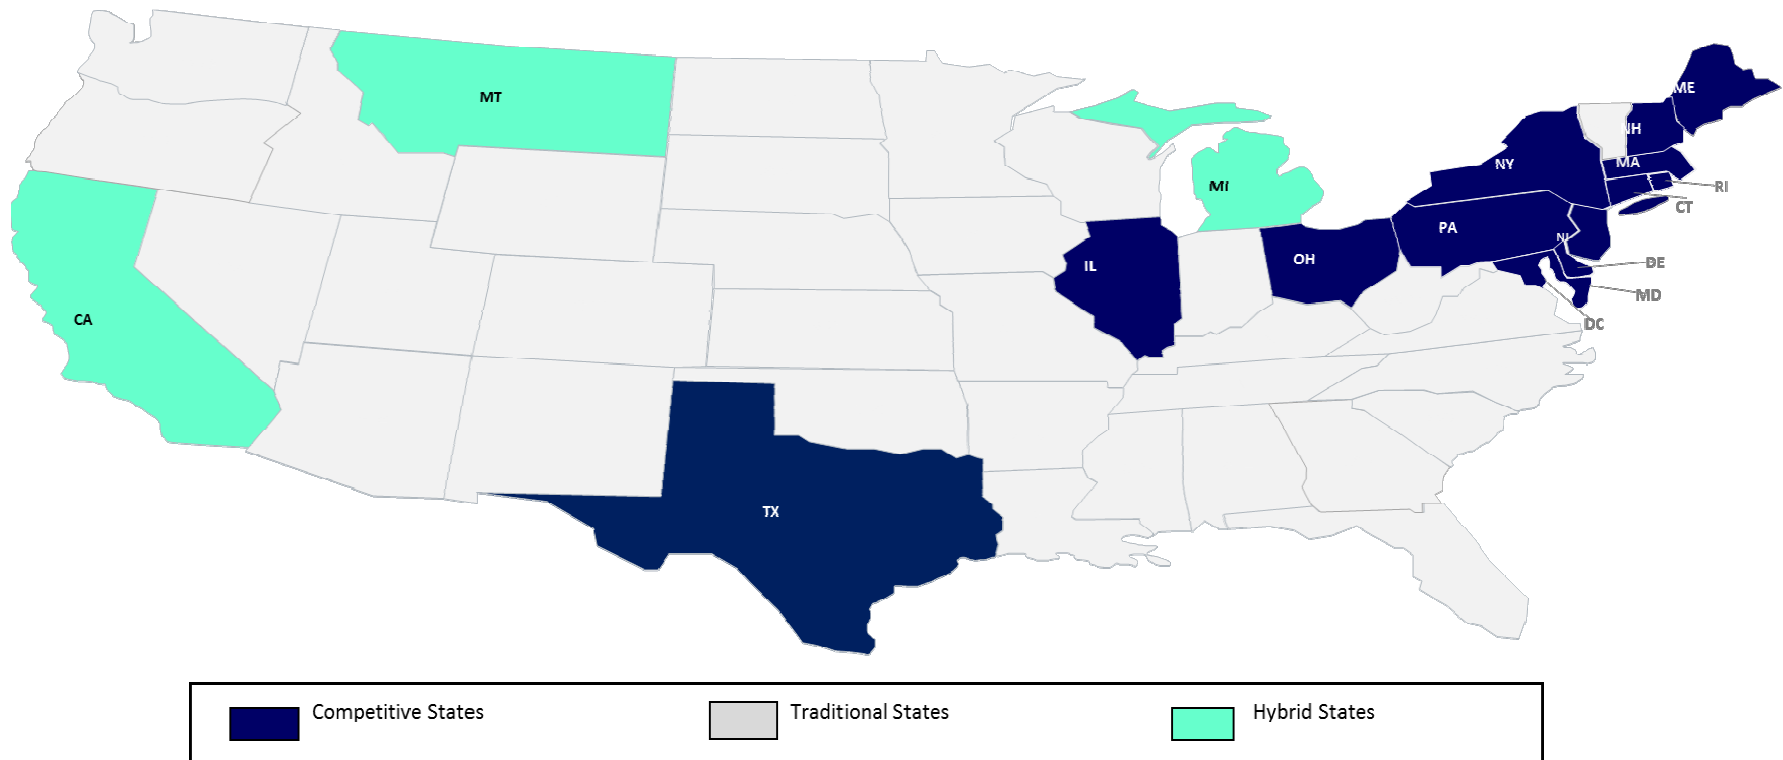 ME
MT
NH
NY
MA
MI
RI
CT
PA
NJ
IL
OH
DE
MD
CA
DC
TX
Competitive States
Traditional States
Hybrid States